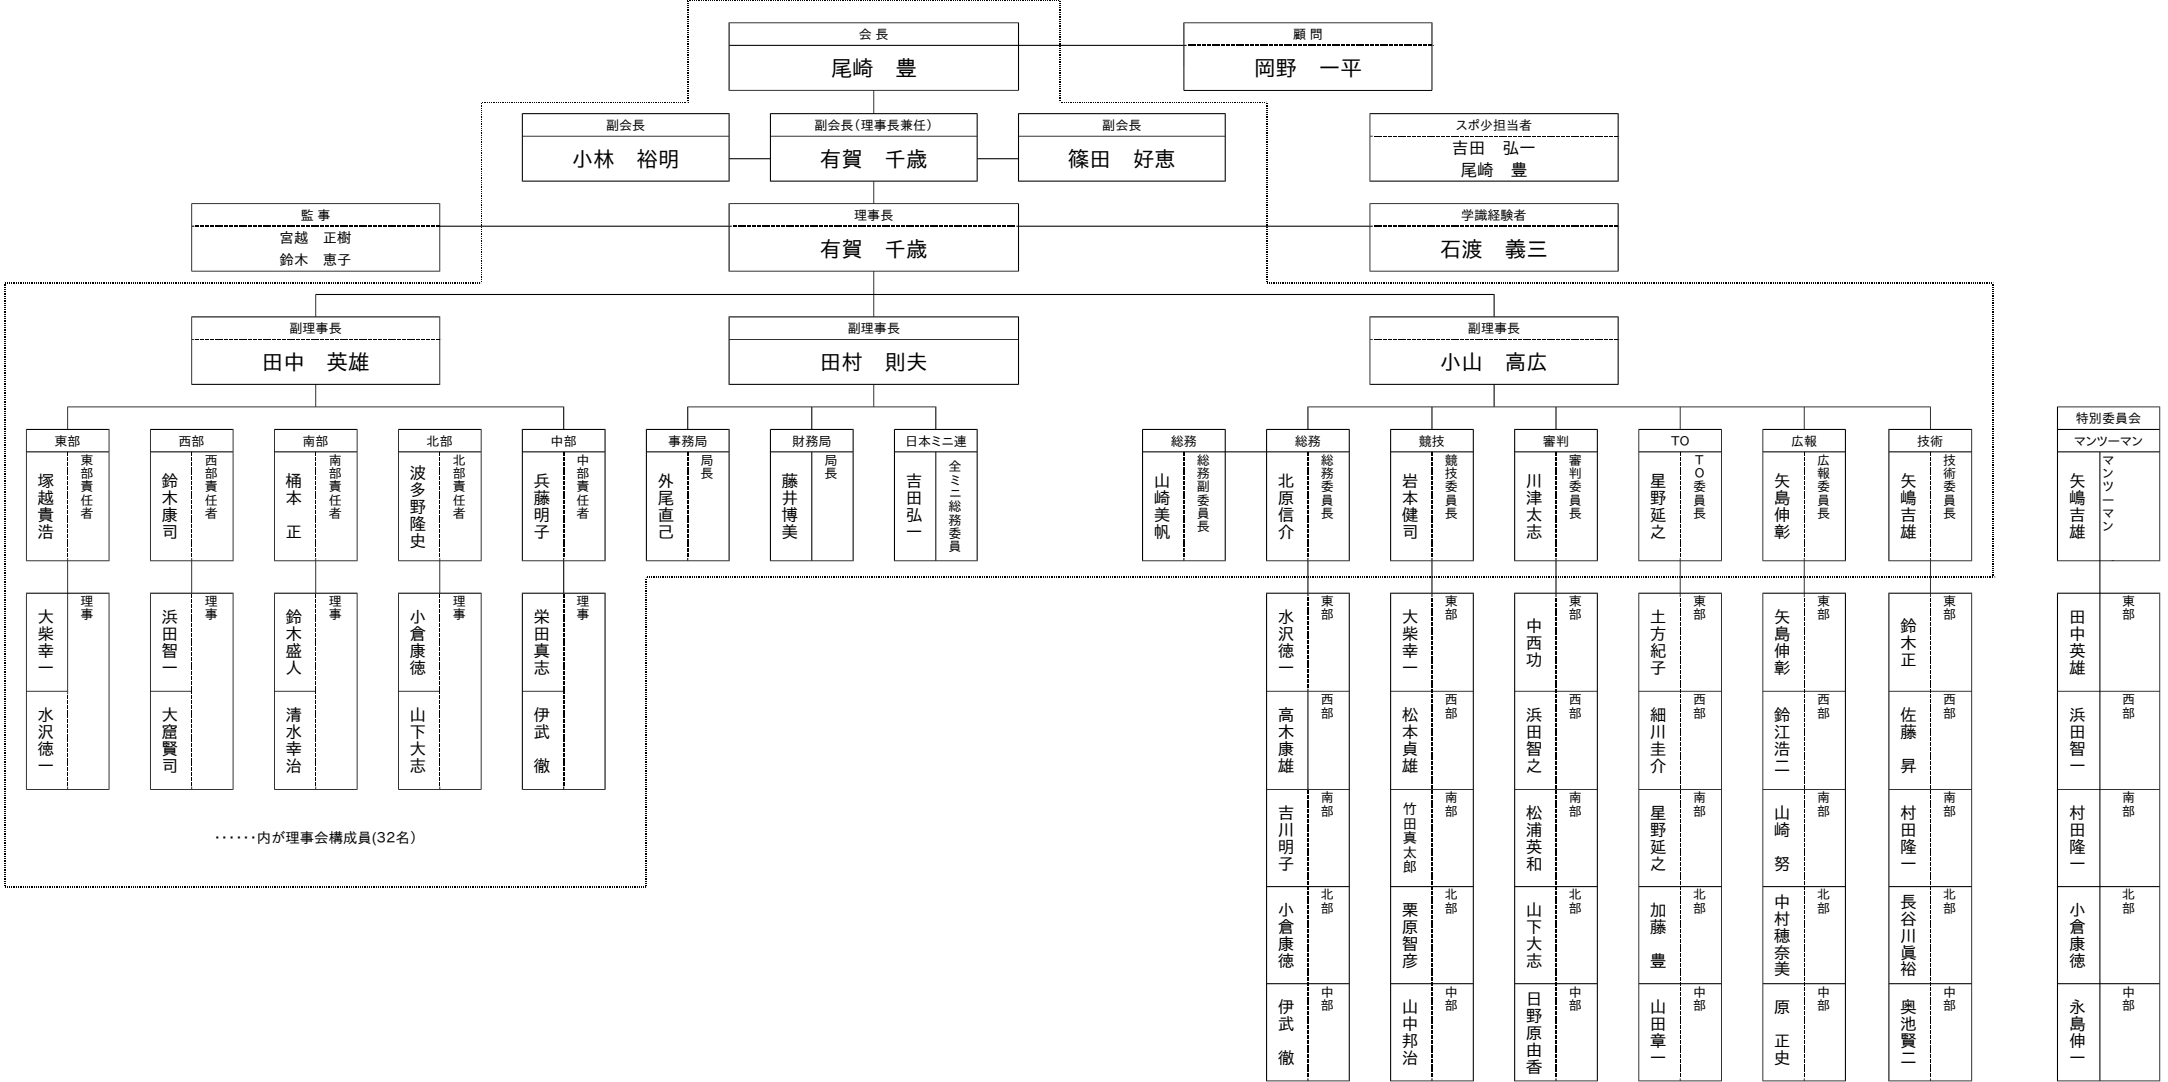 会 長
尾崎　豊
顧 問
岡野　一平
副会長
小林　裕明
副会長（理事長兼任）
有賀　千歳
副会長
篠田　好恵
スポ少担当者
吉田　弘一
尾崎　豊
監 事
宮越　正樹
鈴木　恵子
理事長
有賀　千歳
学識経験者
石渡　義三
副理事長
田中　英雄
副理事長
田村　則夫
副理事長
小山　高広
東部
東部責任者
塚越貴浩
西部
西部責任者
鈴木康司
南部
南部責任者
桶本　正
北部
北部責任者
波多野隆史
中部
中部責任者
兵藤明子
事務局
局長
外尾直己
財務局
局長
藤井博美
日本ミニ連
全ミニ総務委員
吉田弘一
総務
総務副委員長
山崎美帆
総務
総務委員長
北原信介
競技
競技委員長
岩本健司
審判
審判委員長
川津太志
TO
ＴＯ委員長
星野延之
広報
広報委員長
矢島伸彰
技術
技術委員長
矢嶋吉雄
特別委員会
マンツーマン
マンツーマン
矢嶋吉雄
理事
大柴幸一
水沢徳一
理事
浜田智一
大窟賢司
理事
鈴木盛人
清水幸治
理事
小倉康徳
山下大志
理事
栄田真志
伊武　徹
······内が理事会構成員(32名）
東部
水沢徳一
西部
高木康雄
南部
吉川明子
北部
小倉康徳
中部
伊武　徹
東部
大柴幸一
西部
松本貞雄
南部
竹田真太郎
北部
栗原智彦
中部
山中邦治
東部
中西功
西部
浜田智之
南部
松浦英和
北部
山下大志
中部
日野原由香
東部
土方紀子
西部
細川圭介
南部
星野延之
北部
加藤　豊
中部
山田章一
東部
矢島伸彰
西部
鈴江浩二
南部
山崎　努
北部
中村穂奈美
中部
原　正史
東部
鈴木正
西部
佐藤　昇
南部
村田隆一
北部
長谷川眞裕
中部
奥池賢二
東部
田中英雄
西部
浜田智一
南部
村田隆一
北部
小倉康徳
中部
永島伸一